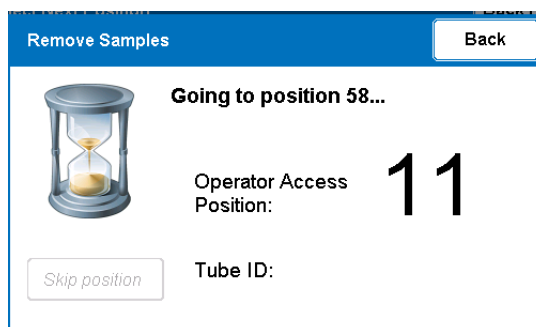 Remove Samples
Back
Going to position 58...
Operator Access
Position:
11
Skip position
Tube ID: